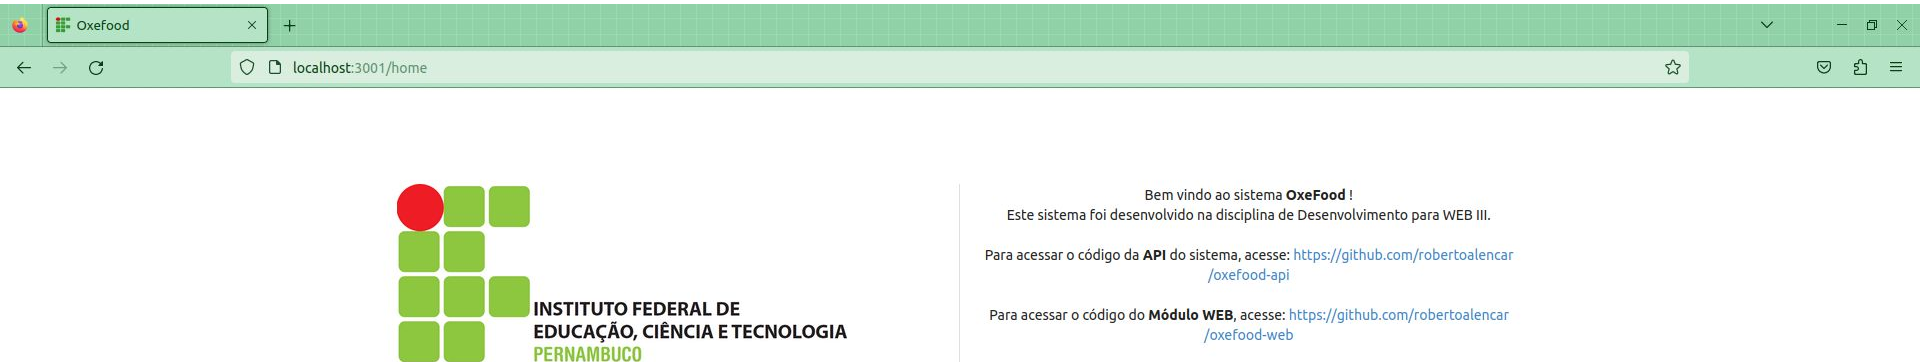 Oxefood
localhost:3001/home
INSTITUTO FEDERAL DE
EDUCAÇÃO, CIÊNCIA E TECNOLOGIA
PERNAMBUCO
Bem vindo ao sistema OxeFood !
Este sistema foi desenvolvido na disciplina de Desenvolvimento para WEB III.
Para acessar o código da API do sistema, acesse: https://github.com/robertoalencar
/oxefood-api
Para acessar o código do Módulo WEB, acesse: https://github.com/robertoalencar
/oxefood-web